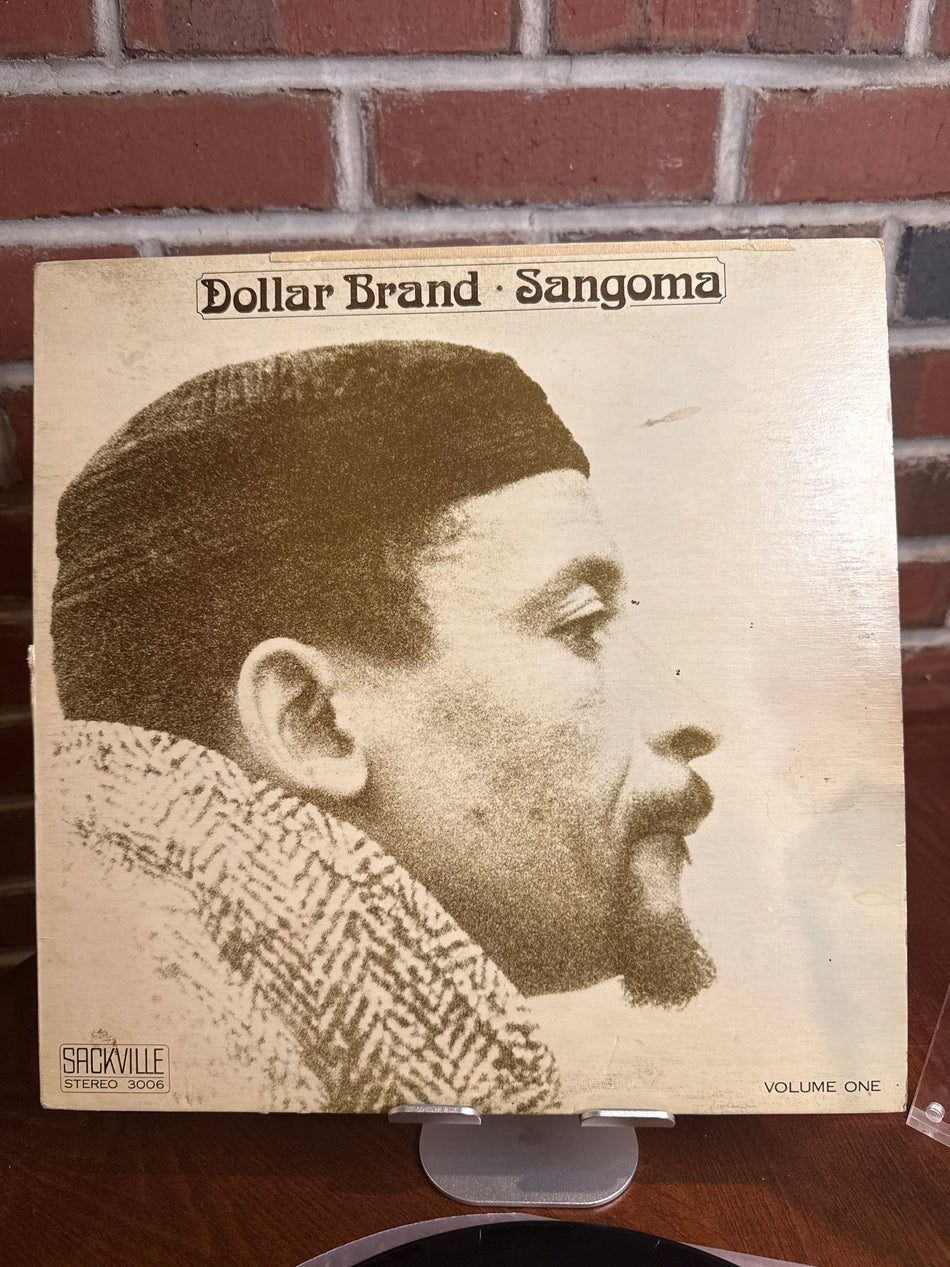 Dollar Brand · Sangoma
SACKVILLE
STEREO 3006
VOLUME ONE